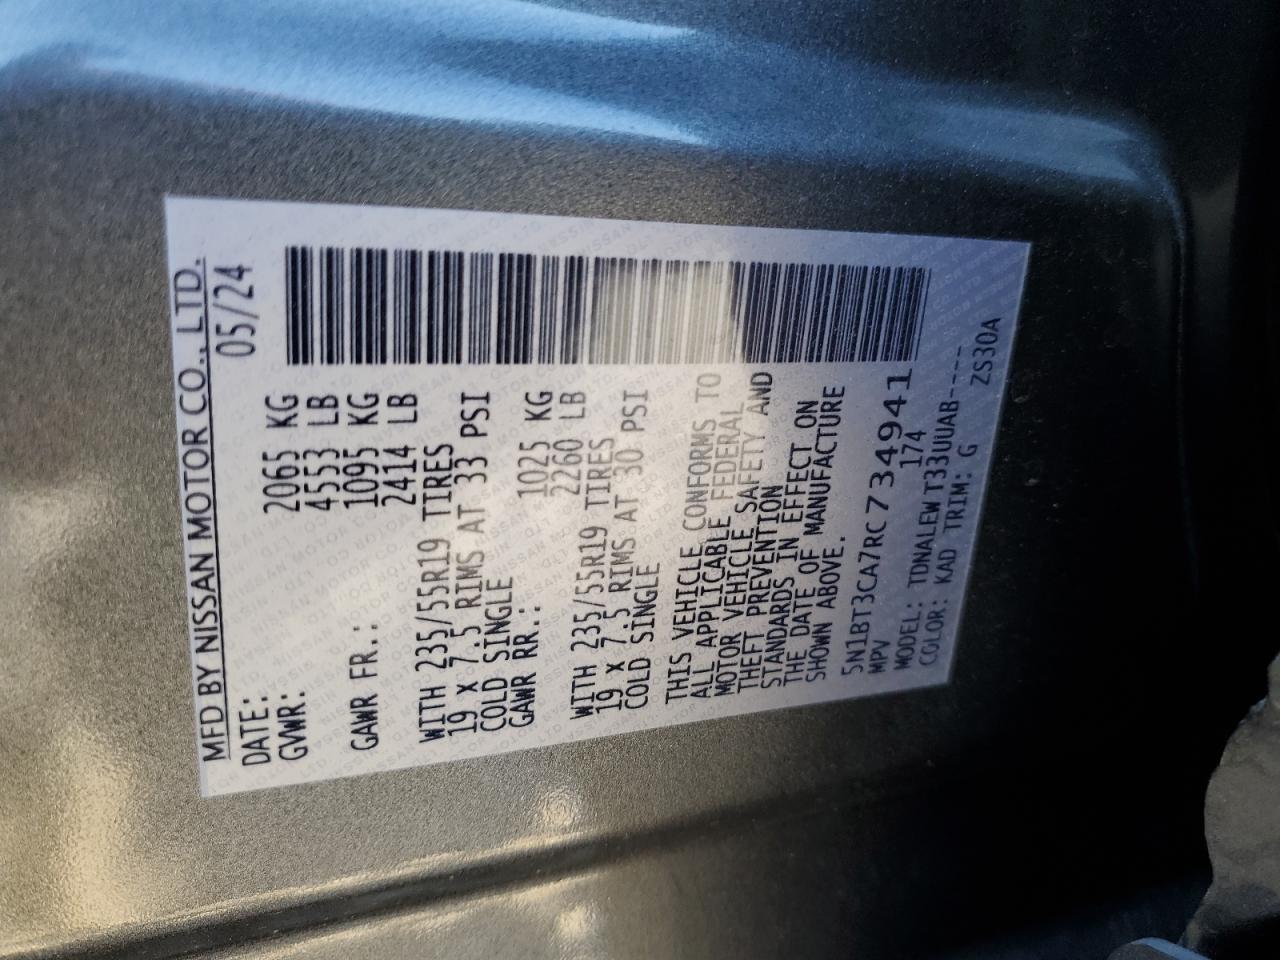 MFD BY NISSAN MOTOR CO., LTD.
DATE: 05/24
GVWR: 2065 KG
4553 LB
GAWR FR.: 1095 KG
2414 LB
WITH 235/55R19 TIRES
19 x 7.5 RIMS AT 33 PSI
COLD SINGLE
GAWR RR.: 1025 KG
2260 LB
WITH 235/55R19 TIRES
19 x 7.5 RIMS AT 30 PSI
COLD SINGLE
THIS VEHICLE CONFORMS TO
ALL APPLICABLE FEDERAL
MOTOR VEHICLE SAFETY AND
THEFT PREVENTION
STANDARDS IN EFFECT ON
THE DATE OF MANUFACTURE
SHOWN ABOVE.
5N1BT3CA7RC734941
MPV 174
MODEL: TDNALEWT33UUAB----
COLOR: KAD TRIM: G ZS30A